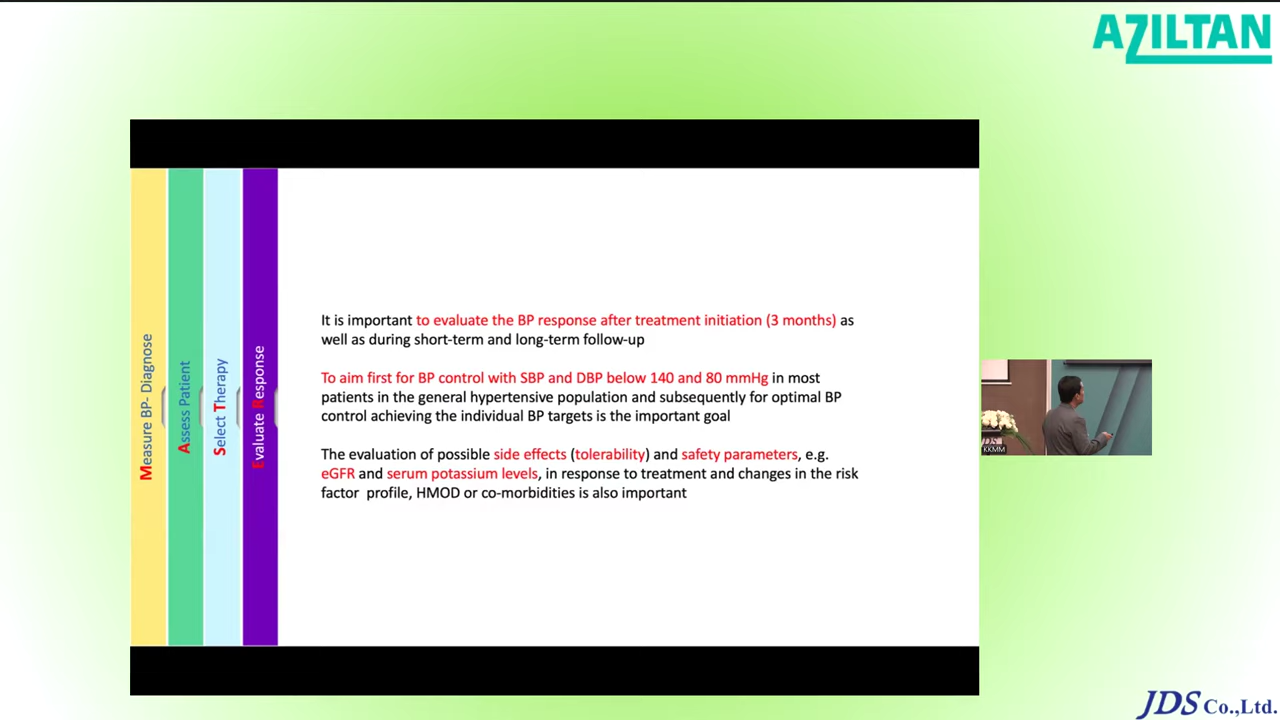 AZILTAN
Measure BP- Diagnose
Assess Patient
Select Therapy
Evaluate Response
It is important to evaluate the BP response after treatment initiation (3 months) as
well as during short-term and long-term follow-up
To aim first for BP control with SBP and DBP below 140 and 80 mmHg in most
patients in the general hypertensive population and subsequently for optimal BP
control achieving the individual BP targets is the important goal
The evaluation of possible side effects (tolerability) and safety parameters, e.g.
eGFR and serum potassium levels, in response to treatment and changes in the risk
factor profile, HMOD or co-morbidities is also important
KKMM
JDS Co.,Ltd.